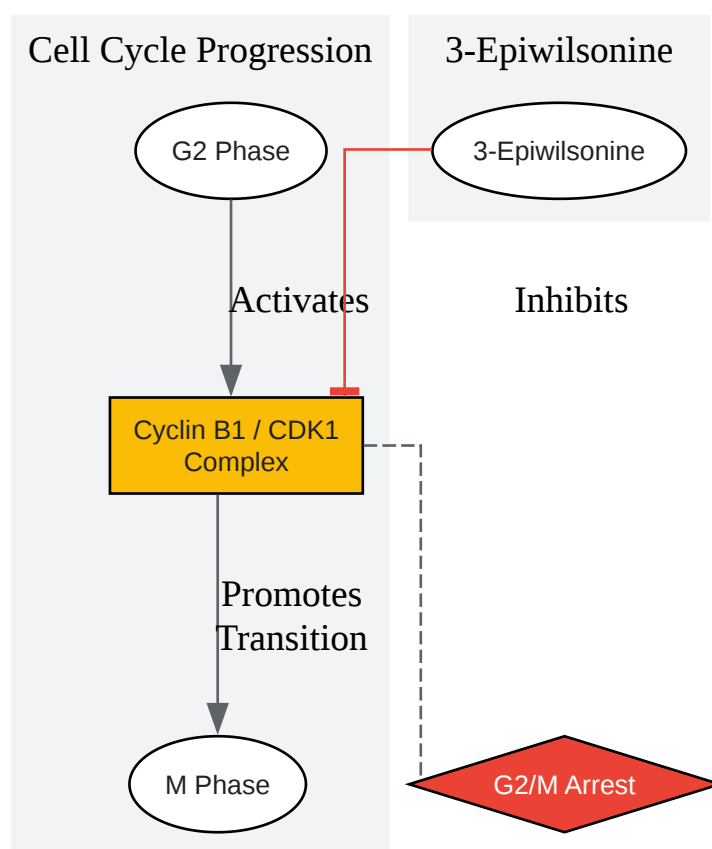 Cell Cycle Progression
3-Epiwilsonine
G2 Phase
3-Epiwilsonine
Activates
Inhibits
Cyclin B1 / CDK1
Complex
Promotes
Transition
M Phase
G2/M Arrest